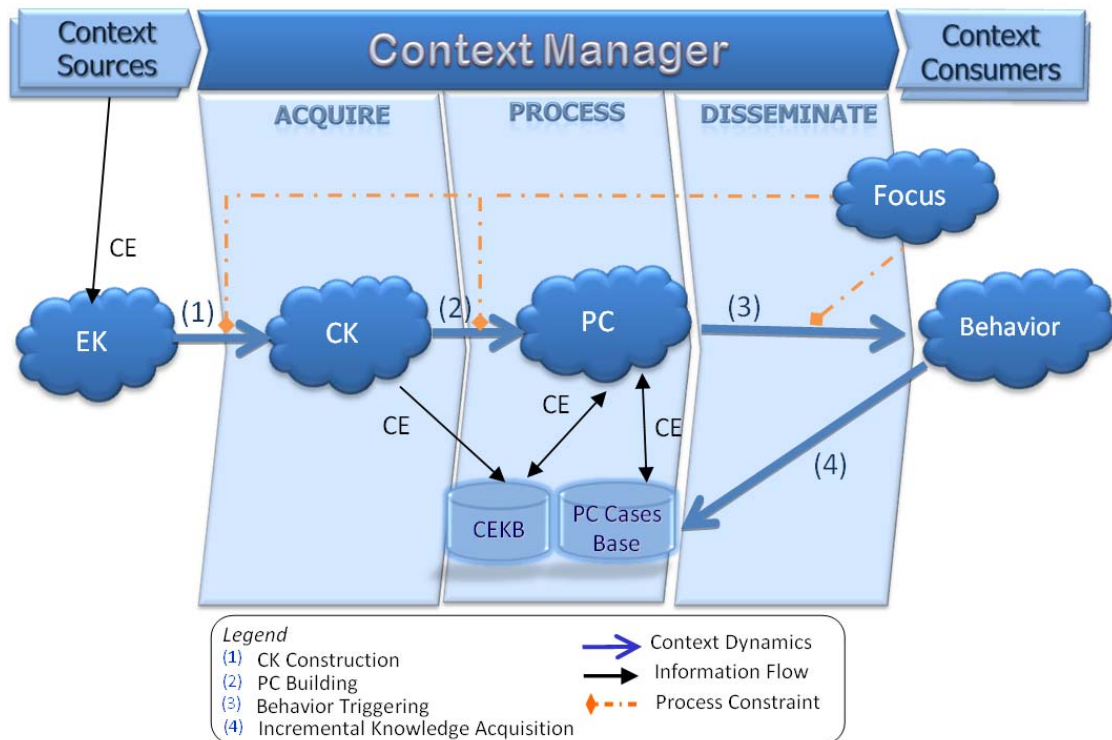 Context
Sources
Context Manager
Context
Consumers
ACQUIRE
PROCESS
DISSEMINATE
Focus
CE
(1)
(2)
(3)
EK
CK
PC
Behavior
CE
CE
CE
(4)
CEKB
PC Cases
Base
Legend
(1) CK Construction
(2) PC Building
(3) Behavior Triggering
(4) Incremental Knowledge Acquisition
Context Dynamics
Information Flow
Process Constraint